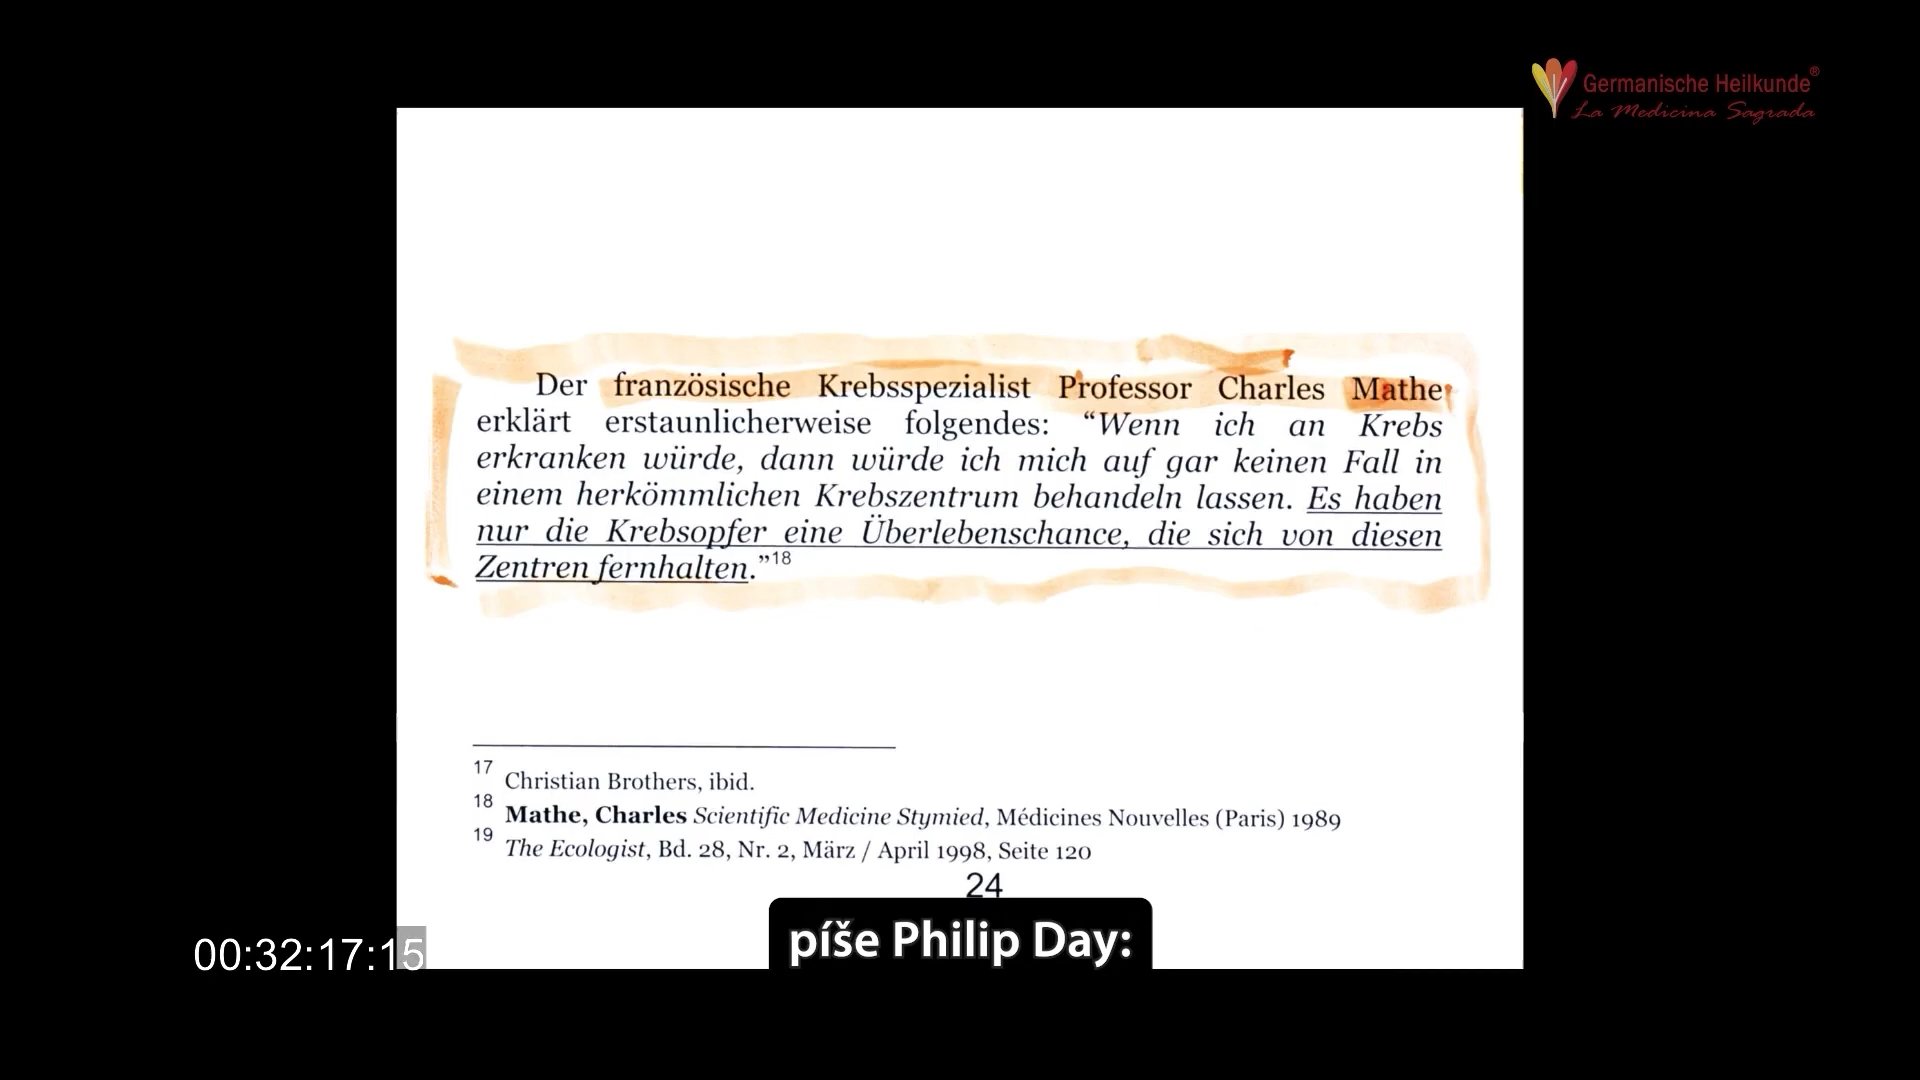 Germanische Heilkunde®
La Medicina Sagrada
Der französische Krebsspezialist Professor Charles Mathe
erklärt erstaunlicherweise folgendes: “Wenn ich an Krebs
erkranken würde, dann würde ich mich auf gar keinen Fall in
einem herkömmlichen Krebszentrum behandeln lassen. Es haben
nur die Krebsopfer eine Überlebenschance, die sich von diesen
Zentren fernhalten.”18
17 Christian Brothers, ibid.
18 Mathe, Charles Scientific Medicine Stymied, Médicines Nouvelles (Paris) 1989
19 The Ecologist, Bd. 28, Nr. 2, März / April 1998, Seite 120
24
píše Philip Day:
00:32:17:15